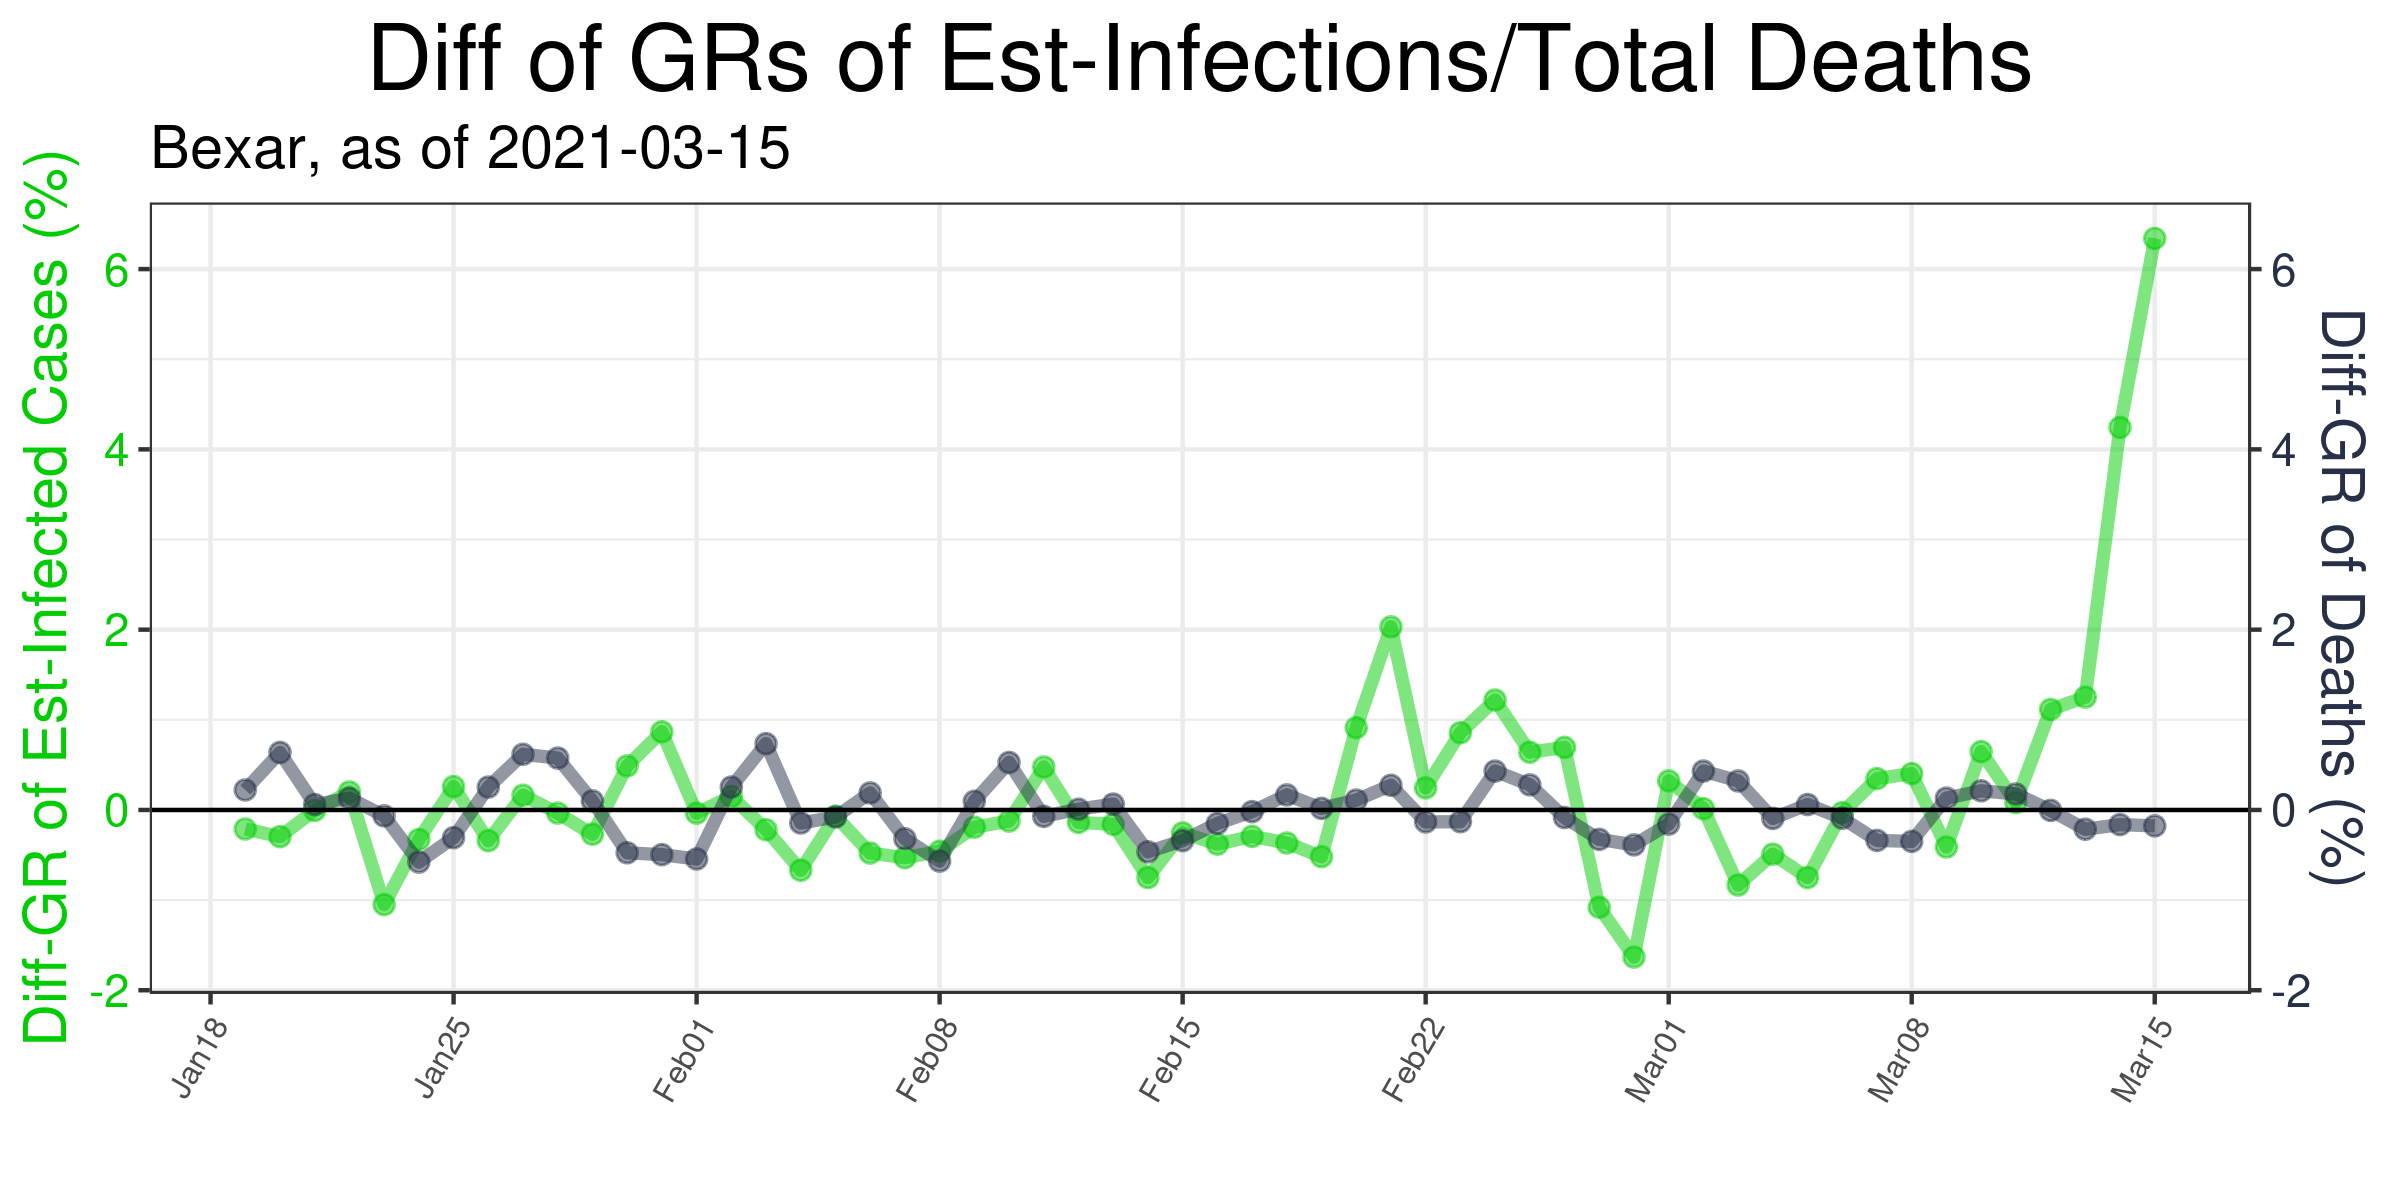 Diff of GRs of Est-Infections/Total Deaths
Bexar, as of 2021-03-15
Diff-GR of Est-Infected Cases (%)
6
4
2
0
-2
6
4
2
0
-2
Diff-GR of Deaths (%)
Jan18
Jan25
Feb01
Feb08
Feb15
Feb22
Mar01
Mar08
Mar15